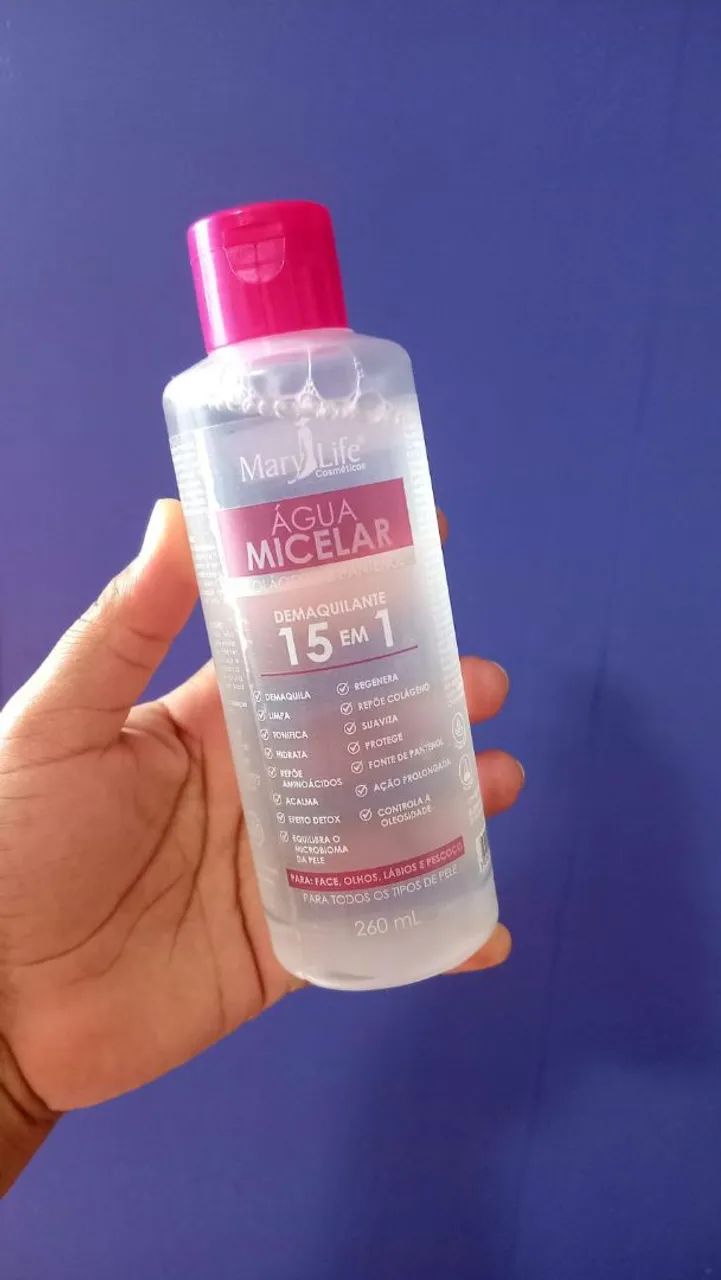 Mary Life
Cosméticos
ÁGUA
MICELAR
DEMAQUILANTE
15 EM 1
DEMAQUILA
LIMPA
TONIFICA
HIDRATA
REPÕE
AMINOÁCIDOS
ACALMA
EFEITO DETOX
EQUILIBRA O
MICROBIOMA
DA PELE
REGENERA
REPÕE COLÁGENO
SUAVIZA
PROTEGE
FONTE DE PANTENOL
AÇÃO PROLONGADA
CONTROLA A
OLEOSIDADE
PARA: FACE, OLHOS, LÁBIOS E PESCOÇO
PARA TODOS OS TIPOS DE PELE
260 mL